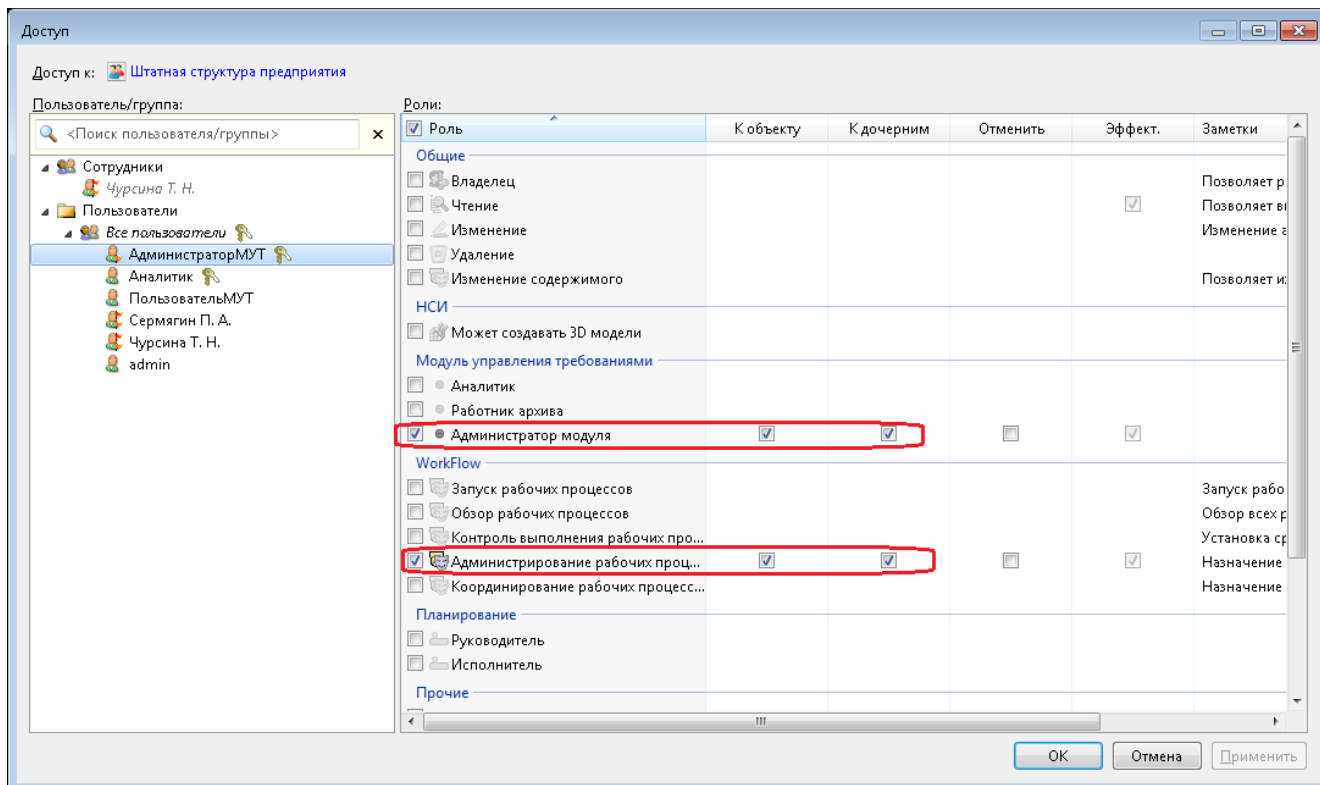 Доступ
Доступ к: Штатная структура предприятия
Пользователь/группа:
<Поиск пользователя/группы>
Сотрудники
Чурсина Т. Н.
Пользователи
Все пользователи
АдминистраторМУТ
Аналитик
ПользовательМУТ
Сермягин П. А.
Чурсина Т. Н.
admin
Роли:
Роль К объекту К дочерним Отменить Эффект. Заметки
Общие
Владелец Позволяет р
Чтение Позволяет вы
Изменение Изменение а
Удаление
Изменение содержимого Позволяет из
НСИ
Может создавать 3D модели
Модуль управления требованиями
Аналитик
Работник архива
Администратор модуля
WorkFlow
Запуск рабочих процессов Запуск рабо
Обзор рабочих процессов Обзор всех р
Контроль выполнения рабочих про... Установка ср
Администрирование рабочих проц... Назначение
Координирование рабочих процесс... Назначение
Планирование
Руководитель
Исполнитель
Прочие
OK Отмена Применить